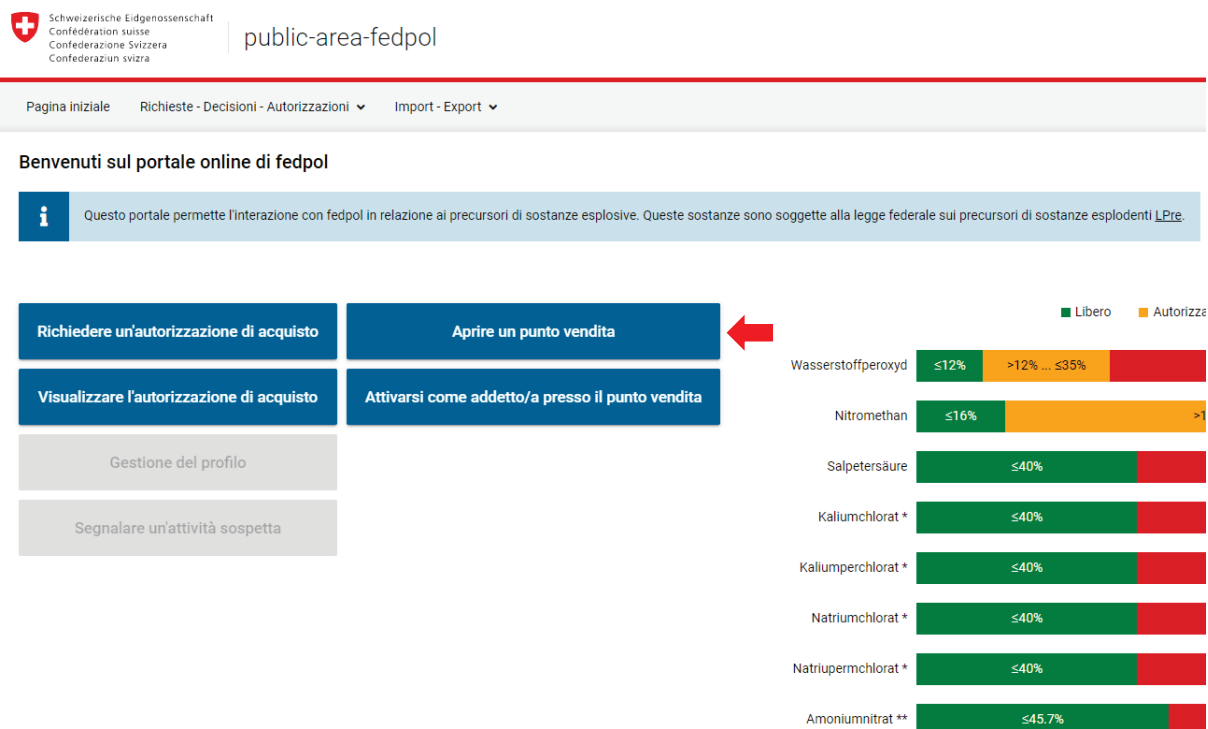 Schweizerische Eidgenossenschaft
Confédération suisse
Confederazione Svizzera
Confederaziun svizra
public-area-fedpol
Pagina iniziale Richieste - Decisioni - Autorizzazioni Import - Export
Benvenuti sul portale online di fedpol
Questo portale permette l'interazione con fedpol in relazione ai precursori di sostanze esplosive. Queste sostanze sono soggette alla legge federale sui precursori di sostanze esplodenti LPre.
Richiedere un'autorizzazione di acquisto
Aprire un punto vendita
Visualizzare l'autorizzazione di acquisto
Attivarsi come addetto/a presso il punto vendita
Gestione del profilo
Segnalare un'attività sospetta
Libero Autorizza
Wasserstoffperoxyd ≤12% >12% ... ≤35%
Nitromethan ≤16% >1
Salpetersäure ≤40%
Kaliumchlorat * ≤40%
Kaliumperchlorat * ≤40%
Natriumchlorat * ≤40%
Natriupermchlorat * ≤40%
Amoniumnitrat ** ≤45.7%